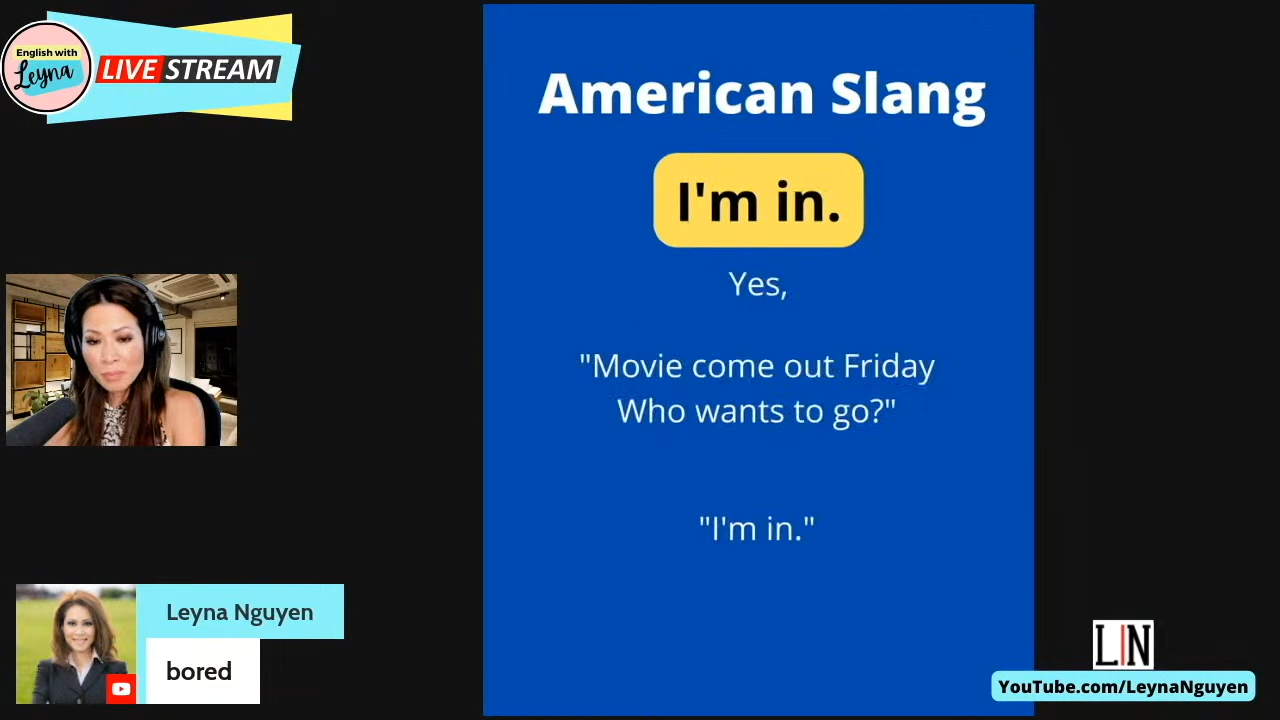 English with
Leyna
LIVE STREAM
American Slang
I'm in.
Yes,
"Movie come out Friday
Who wants to go?"
"I'm in."
Leyna Nguyen
bored
LIN
YouTube.com/LeynaNguyen